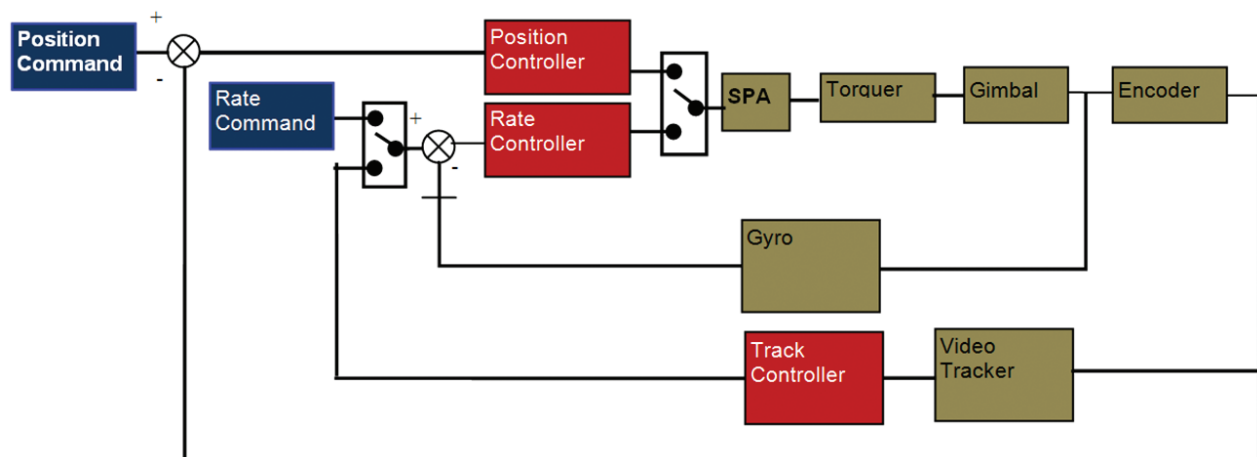 +
Position
Command
-
Position
Controller
SPA
Torquer
Gimbal
Encoder
Rate
Command
+
-
Rate
Controller
Gyro
Track
Controller
Video
Tracker